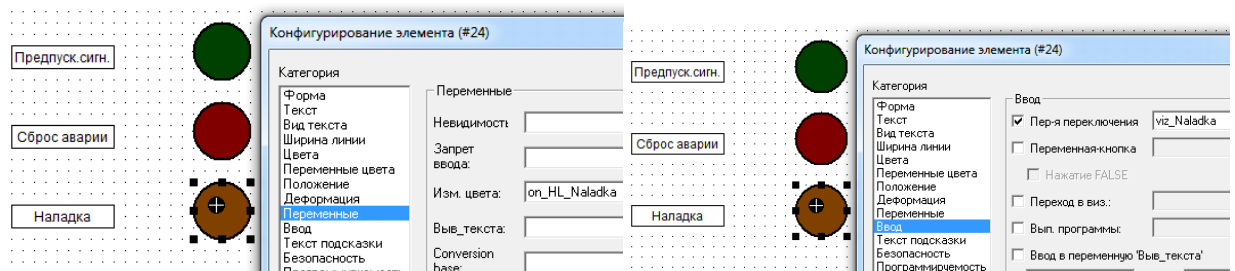 Конфигурирование элемента (#24)
Предпуск.сигн.
Сброс аварии
Наладка
Категория
Форма
Текст
Вид текста
Ширина линии
Цвета
Переменные цвета
Положение
Деформация
Переменные
Ввод
Текст подсказки
Безопасность
Программируемость
Переменные
Невидимость
Запрет
ввода:
Изм. цвета: on_HL_Naladka
Выв_текста:
Conversion
base:
Конфигурирование элемента (#24)
Предпуск.сигн.
Сброс аварии
Наладка
Категория
Форма
Текст
Вид текста
Ширина линии
Цвета
Переменные цвета
Положение
Деформация
Переменные
Ввод
Текст подсказки
Безопасность
Программируемость
Ввод
Пер-я переключения viz_Naladka
Переменная-кнопка
Нажатие FALSE
Переход в виз.:
Вып. программы:
Ввод в переменную 'Выв_текста'